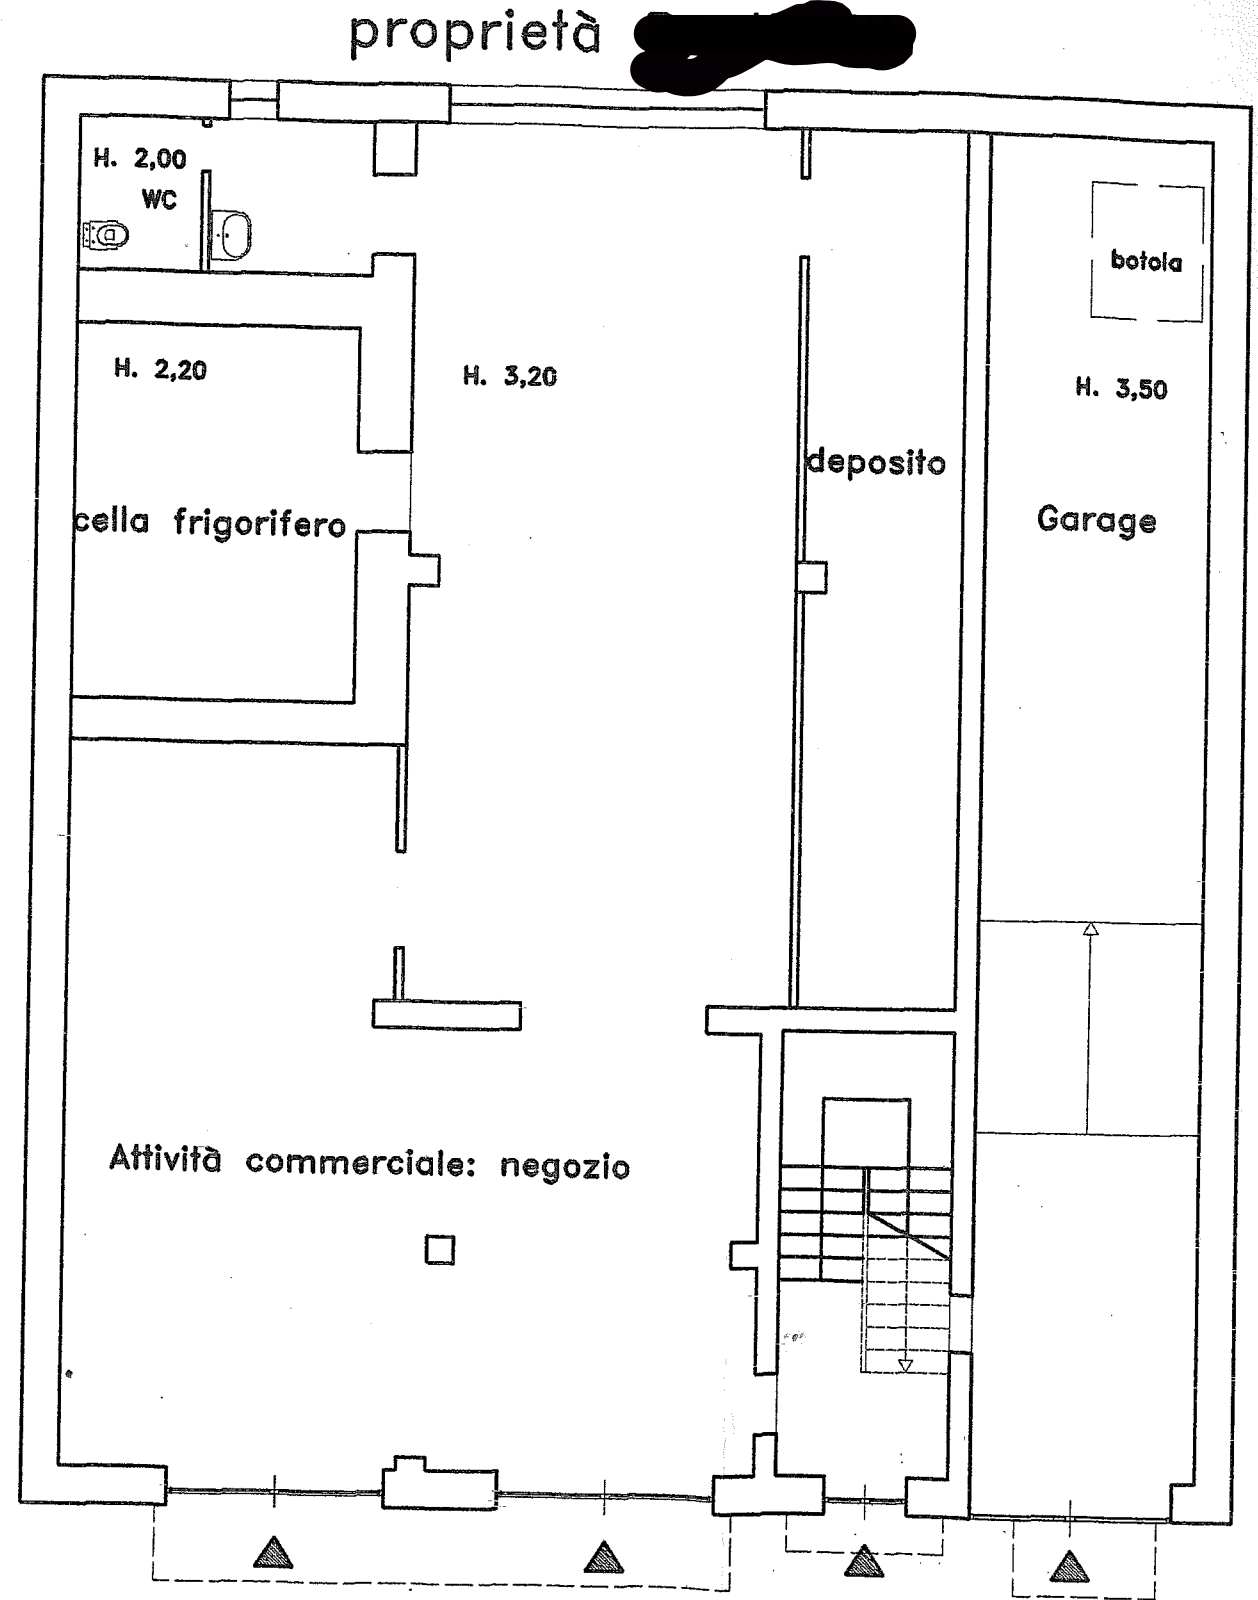 proprietà
H. 2,00
WC
botola
H. 2,20
H. 3,20
H. 3,50
deposito
cella frigorifero
Garage
Attività commerciale: negozio